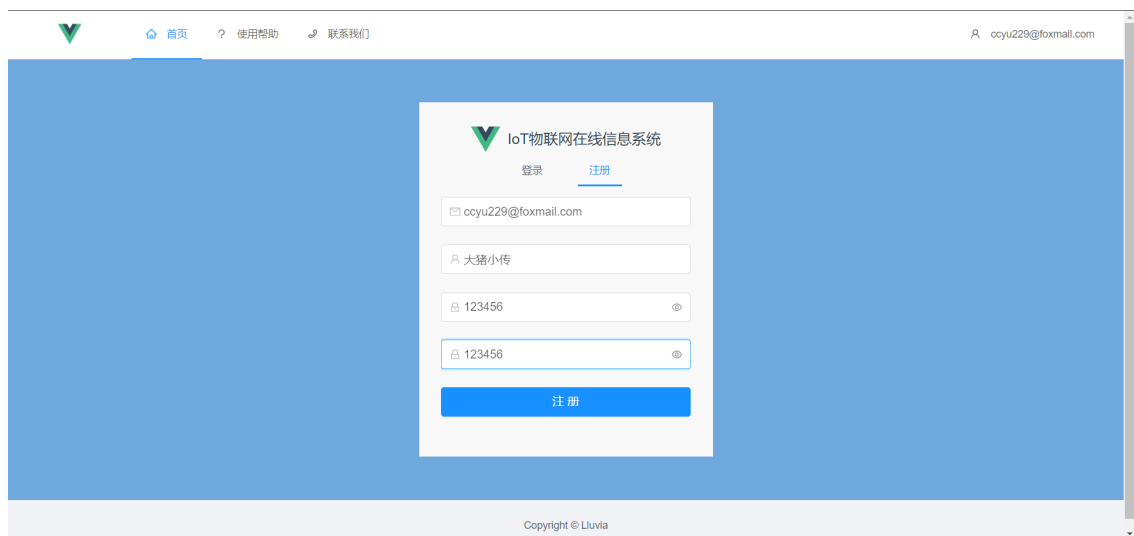 首页 ? 使用帮助 联系我们 ccyu229@foxmail.com
IoT物联网在线信息系统
登录 注册
ccyu229@foxmail.com
大猪小传
123456
123456
注 册
Copyright © Lluvia